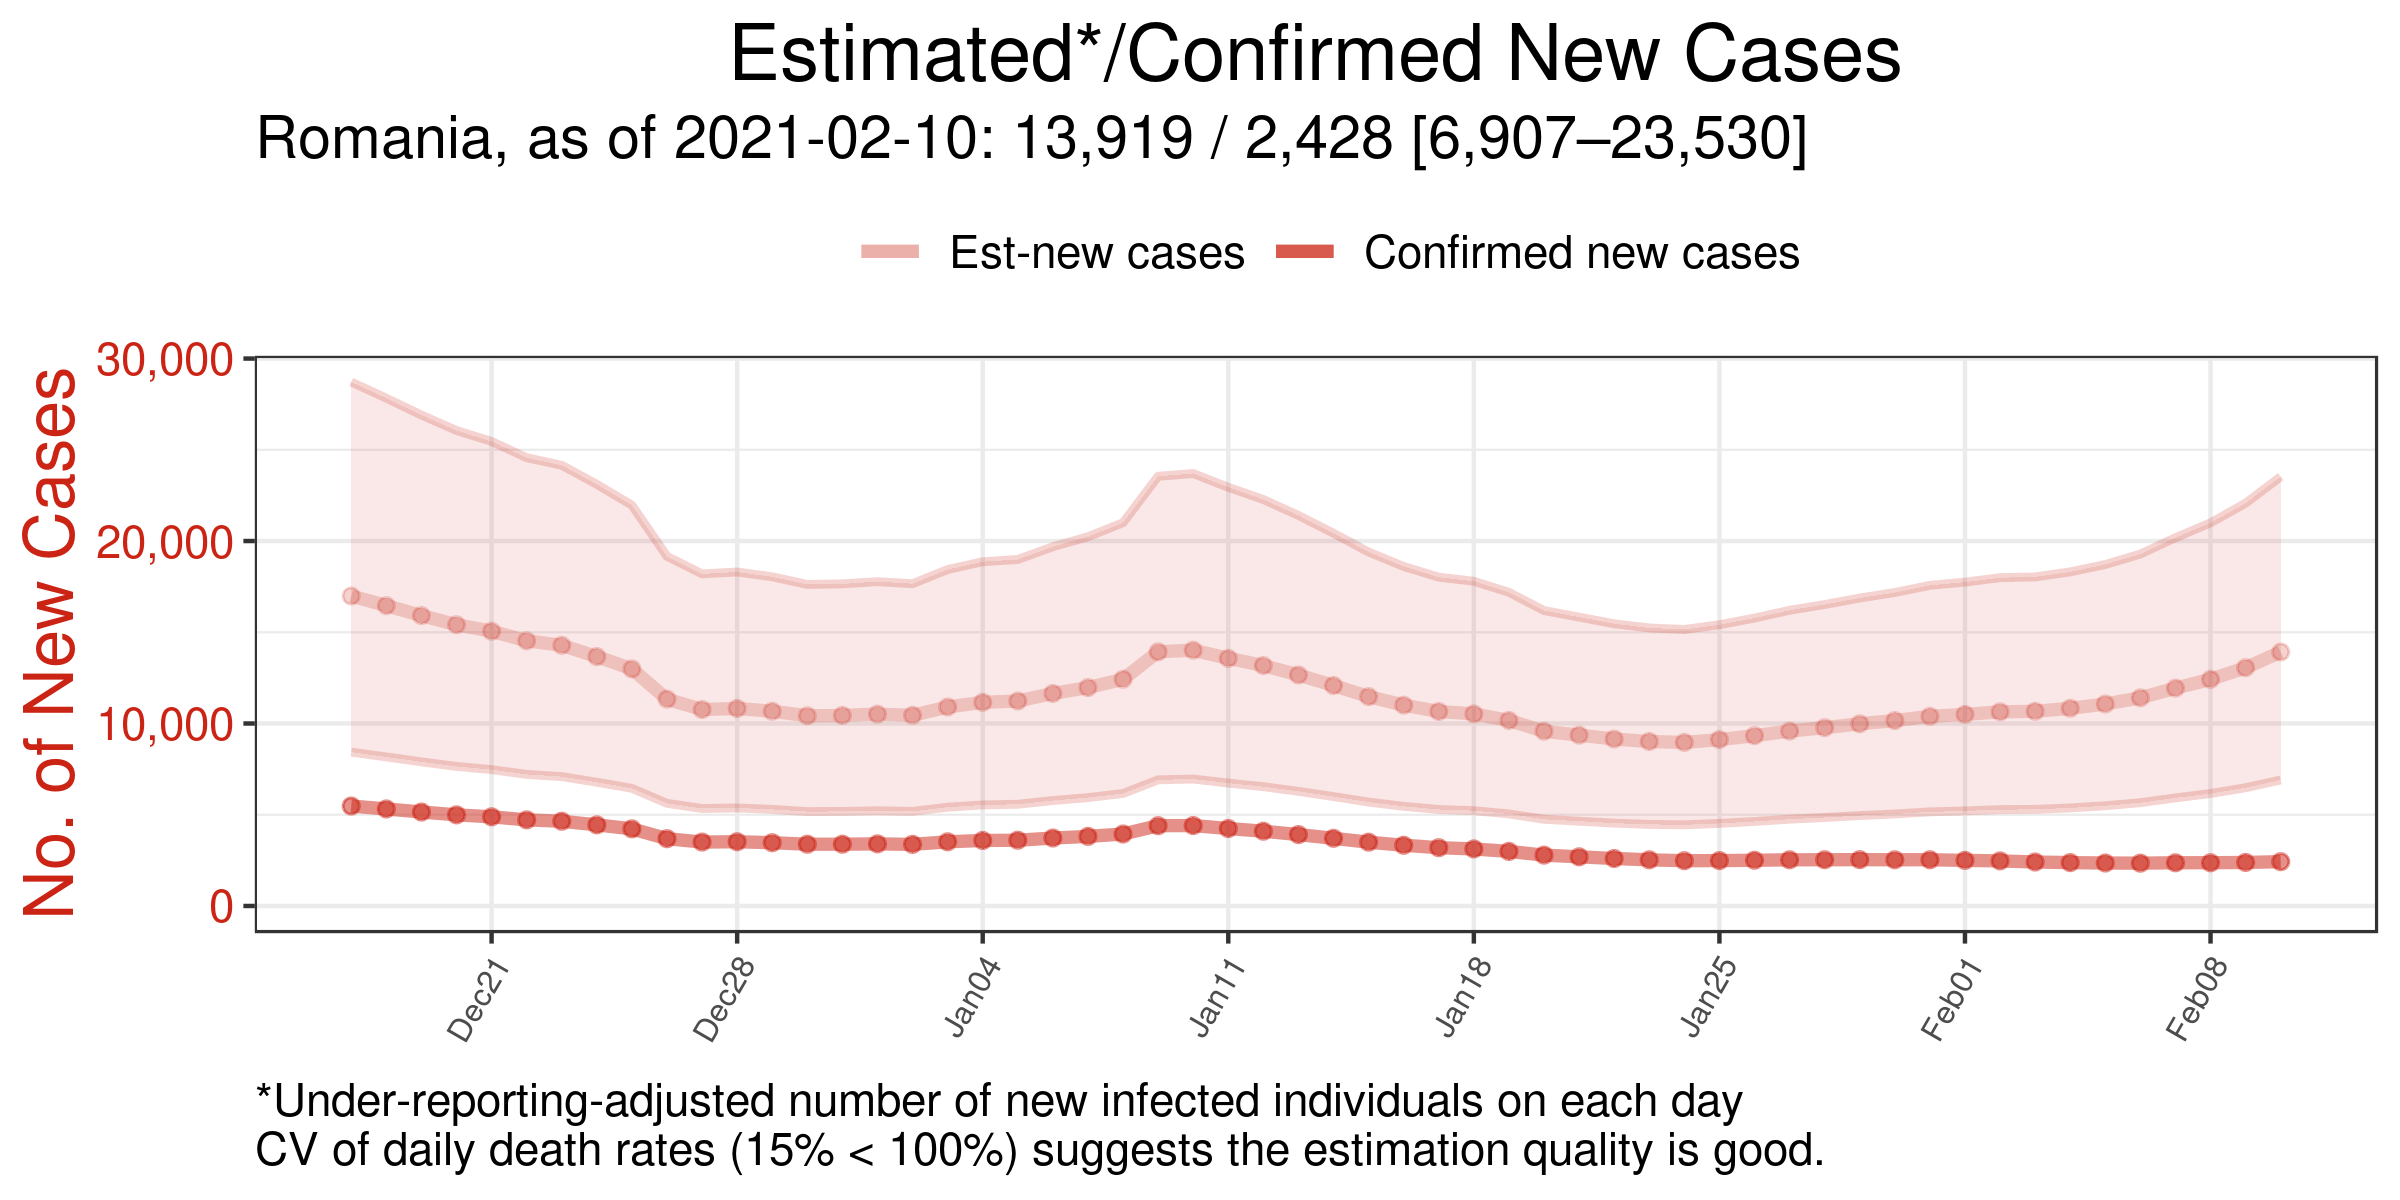 Estimated*/Confirmed New Cases
Romania, as of 2021-02-10: 13,919 / 2,428 [6,907–23,530]
Est-new cases Confirmed new cases
No. of New Cases
30,000
20,000
10,000
0
Dec21 Dec28 Jan04 Jan11 Jan18 Jan25 Feb01 Feb08
*Under-reporting-adjusted number of new infected individuals on each day
CV of daily death rates (15% < 100%) suggests the estimation quality is good.